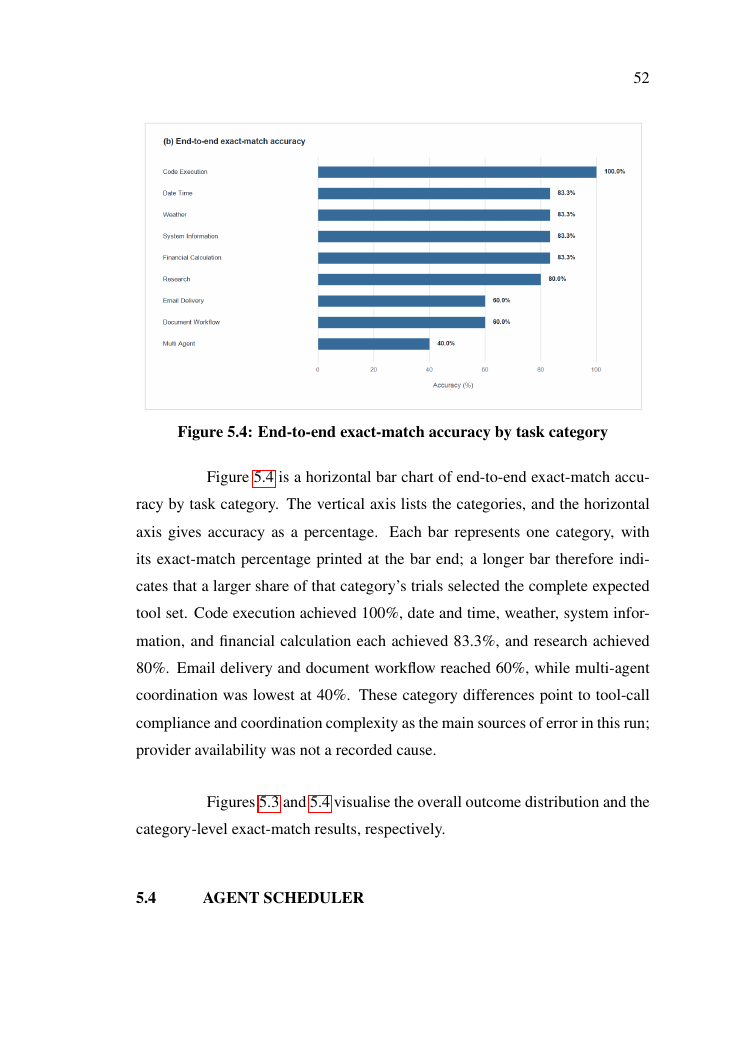 52
(b) End-to-end exact-match accuracy
Code Execution 100.0%
Date Time 83.3%
Weather 83.3%
System Information 83.3%
Financial Calculation 83.3%
Research 80.0%
Email Delivery 60.0%
Document Workflow 60.0%
Multi Agent 40.0%
0 20 40 60 80 100
Accuracy (%)
Figure 5.4: End-to-end exact-match accuracy by task category
Figure 5.4 is a horizontal bar chart of end-to-end exact-match accu-
racy by task category. The vertical axis lists the categories, and the horizontal
axis gives accuracy as a percentage. Each bar represents one category, with
its exact-match percentage printed at the bar end; a longer bar therefore indi-
cates that a larger share of that category's trials selected the complete expected
tool set. Code execution achieved 100%, date and time, weather, system infor-
mation, and financial calculation each achieved 83.3%, and research achieved
80%. Email delivery and document workflow reached 60%, while multi-agent
coordination was lowest at 40%. These category differences point to tool-call
compliance and coordination complexity as the main sources of error in this run;
provider availability was not a recorded cause.
Figures 5.3 and 5.4 visualise the overall outcome distribution and the
category-level exact-match results, respectively.
5.4 AGENT SCHEDULER